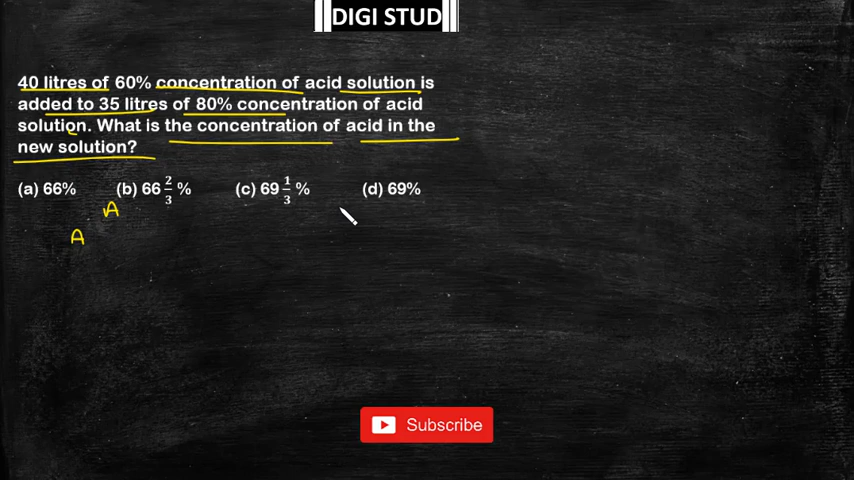 DIGI STUD
40 litres of 60% concentration of acid solution is
added to 35 litres of 80% concentration of acid
solution. What is the concentration of acid in the
new solution?
(a) 66% (b) 66 2/3 % (c) 69 1/3 % (d) 69%
A
A
Subscribe